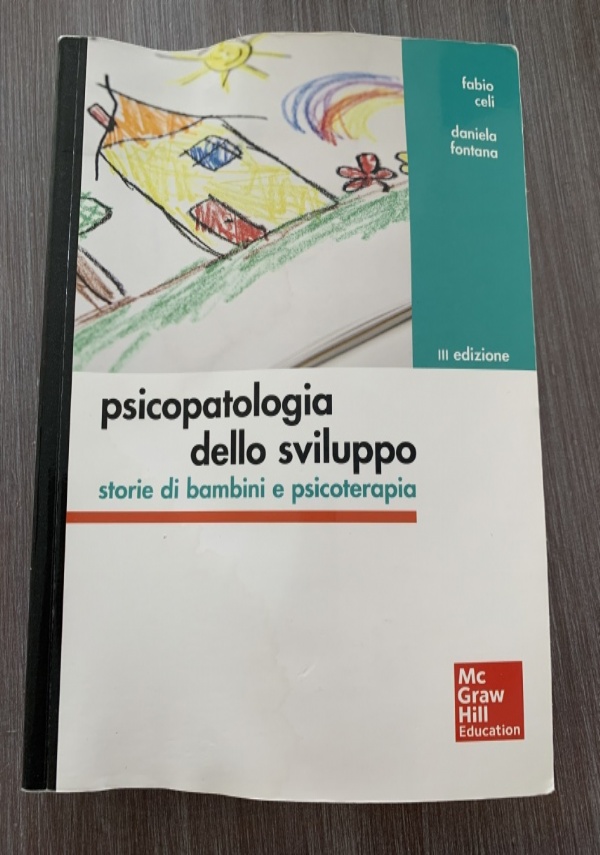 fabio
celi
daniela
fontana
III edizione
psicopatologia
dello sviluppo
storie di bambini e psicoterapia
Mc
Graw
Hill
Education